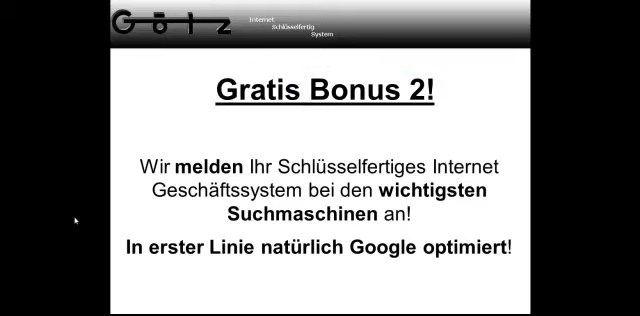 Götz
Internet
Schlüsselfertig
System
Gratis Bonus 2!
Wir melden Ihr Schlüsselfertiges Internet
Geschäftssystem bei den wichtigsten
Suchmaschinen an!
In erster Linie natürlich Google optimiert!